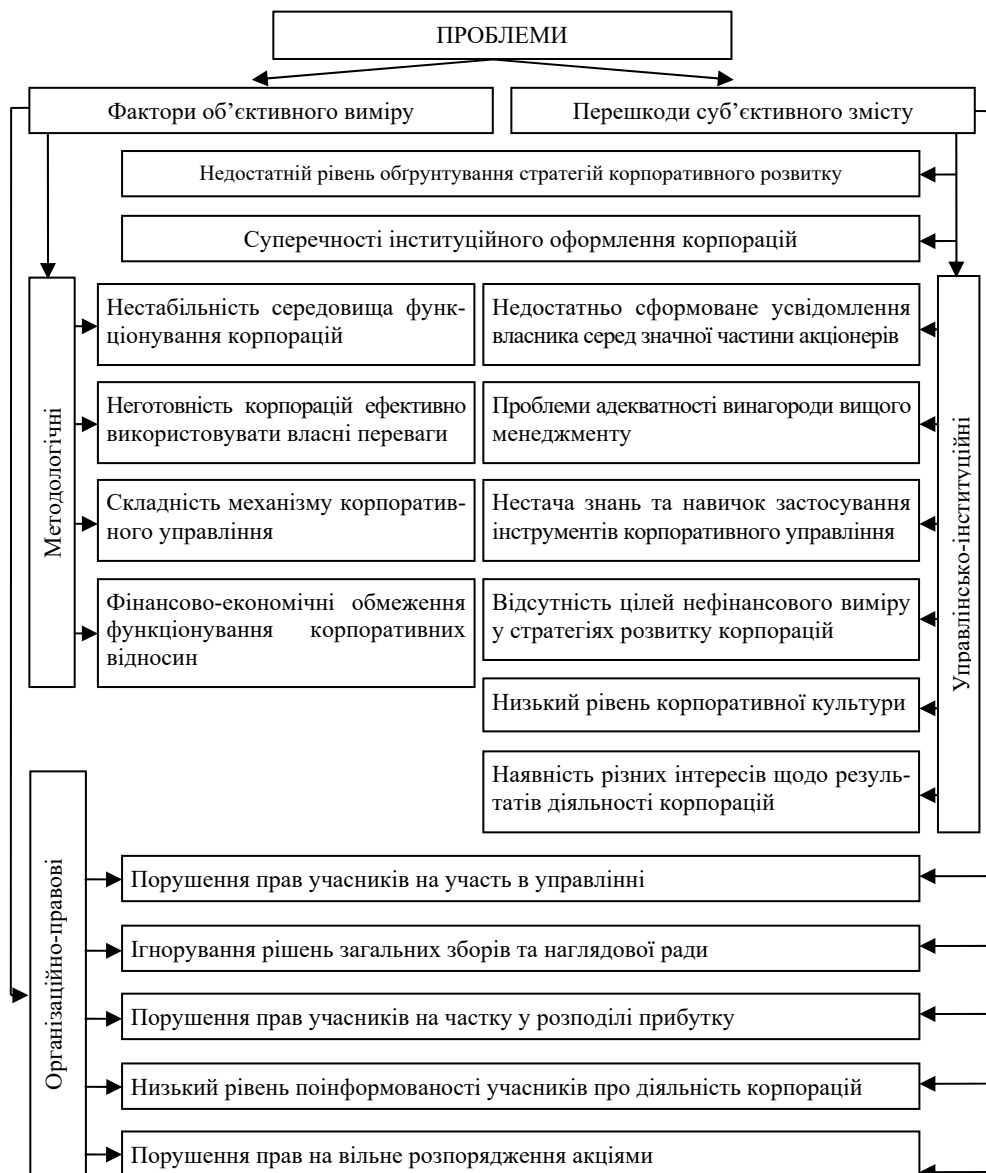 ПРОБЛЕМИ
Фактори об’єктивного виміру
Перешкоди суб’єктивного змісту
Недостатній рівень обґрунтування стратегій корпоративного розвитку
Суперечності інституційного оформлення корпорацій
Методологічні
Нестабільність середовища функ-
ціонування корпорацій
Неготовність корпорацій ефективно
використовувати власні переваги
Складність механізму корпоратив-
ного управління
Фінансово-економічні обмеження
функціонування корпоративних
відносин
Недостатньо сформоване усвідомлення
власника серед значної частини акціонерів
Проблеми адекватності винагороди вищого
менеджменту
Нестача знань та навичок застосування
інструментів корпоративного управління
Відсутність цілей нефінансового виміру
у стратегіях розвитку корпорацій
Низький рівень корпоративної культури
Наявність різних інтересів щодо резуль-
татів діяльності корпорацій
Управлінсько-інституційні
Організаційно-правові
Порушення прав учасників на участь в управлінні
Ігнорування рішень загальних зборів та наглядової ради
Порушення прав учасників на частку у розподілі прибутку
Низький рівень поінформованості учасників про діяльність корпорацій
Порушення прав на вільне розпорядження акціями